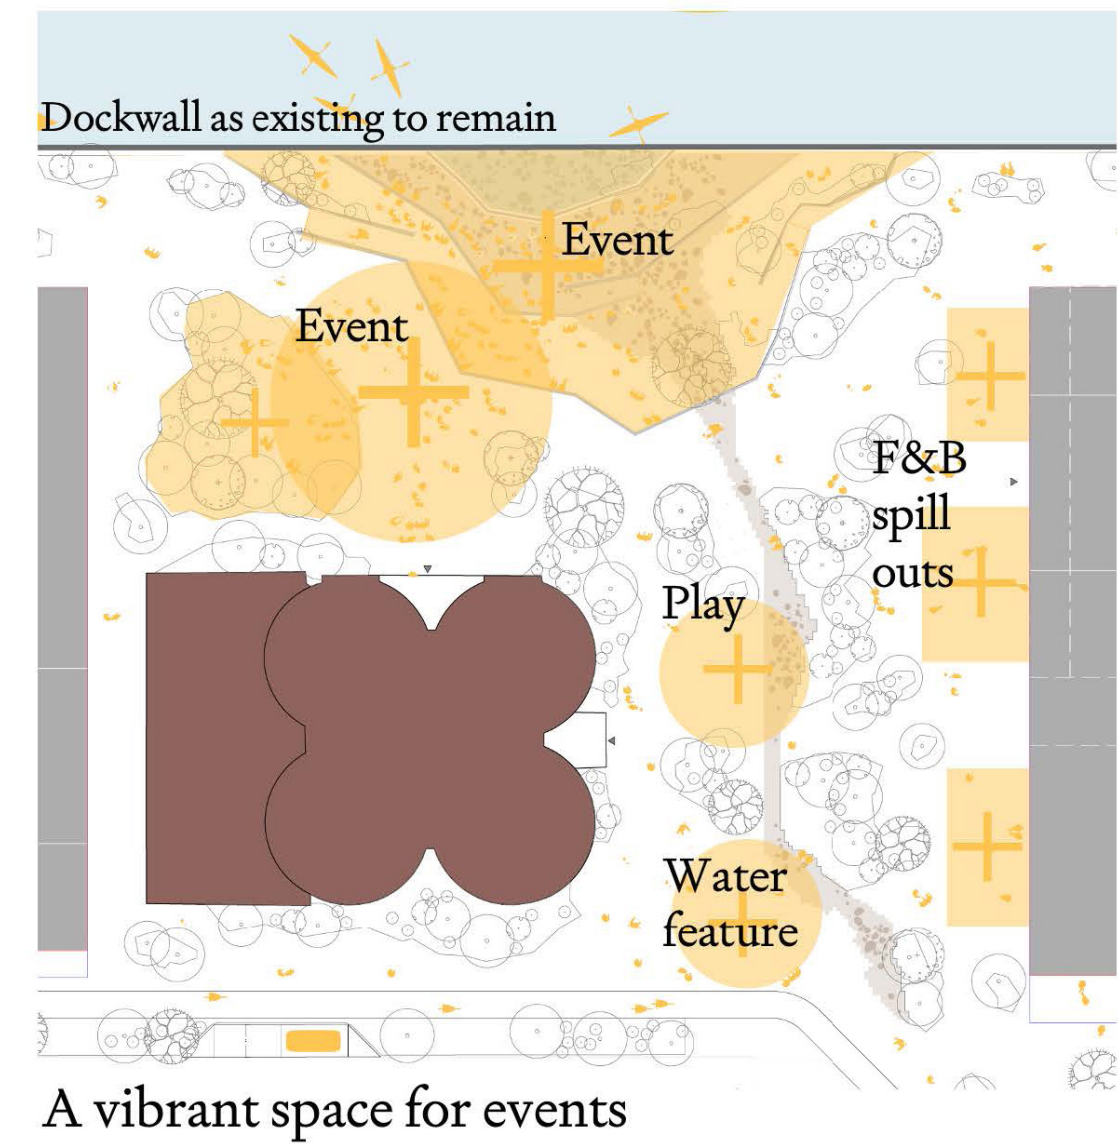 Dockwall as existing to remain
Event
Event
F&B
spill
outs
Play
Water
feature
A vibrant space for events